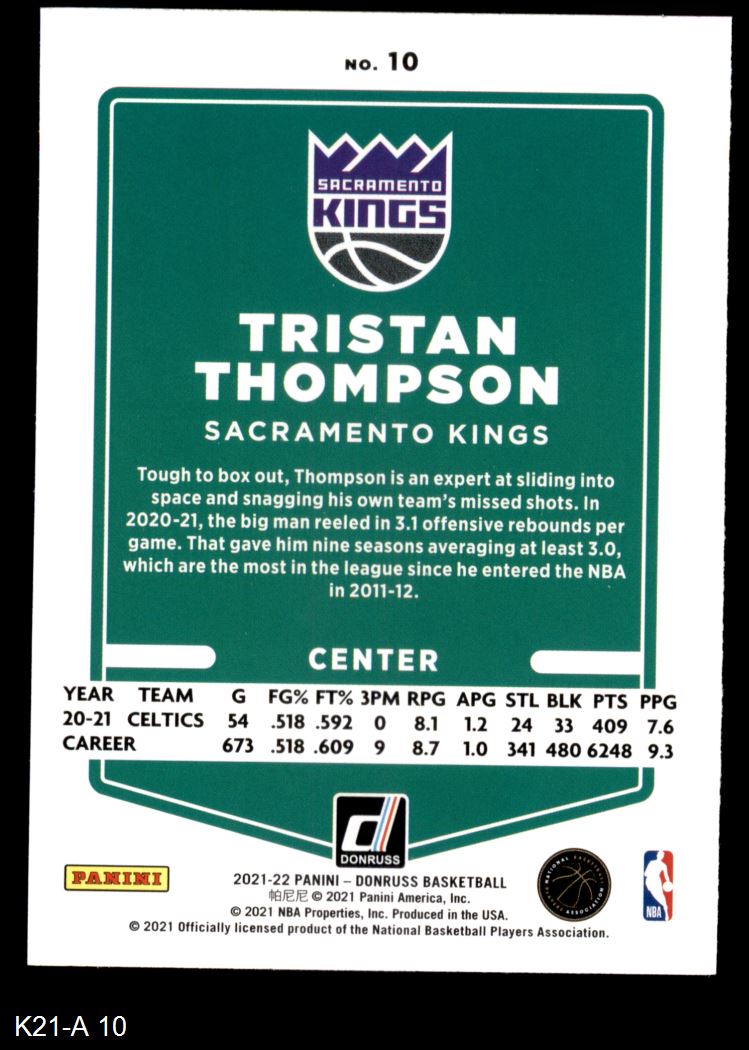 NO. 10
SACRAMENTO
KINGS
TRISTAN
THOMPSON
SACRAMENTO KINGS
Tough to box out, Thompson is an expert at sliding into
space and snagging his own team's missed shots. In
2020-21, the big man reeled in 3.1 offensive rebounds per
game. That gave him nine seasons averaging at least 3.0,
which are the most in the league since he entered the NBA
in 2011-12.
CENTER
YEAR TEAM G FG% FT% 3PM RPG APG STL BLK PTS PPG
20-21 CELTICS 54 .518 .592 0 8.1 1.2 24 33 409 7.6
CAREER 673 .518 .609 9 8.7 1.0 341 480 6248 9.3
d
DONRUSS
PANINI
2021-22 PANINI – DONRUSS BASKETBALL
帕尼尼 © 2021 Panini America, Inc.
© 2021 NBA Properties, Inc. Produced in the USA.
© 2021 Officially licensed product of the National Basketball Players Association.
NATIONAL BASKETBALL PLAYERS ASSOCIATION
NBA
K21-A 10